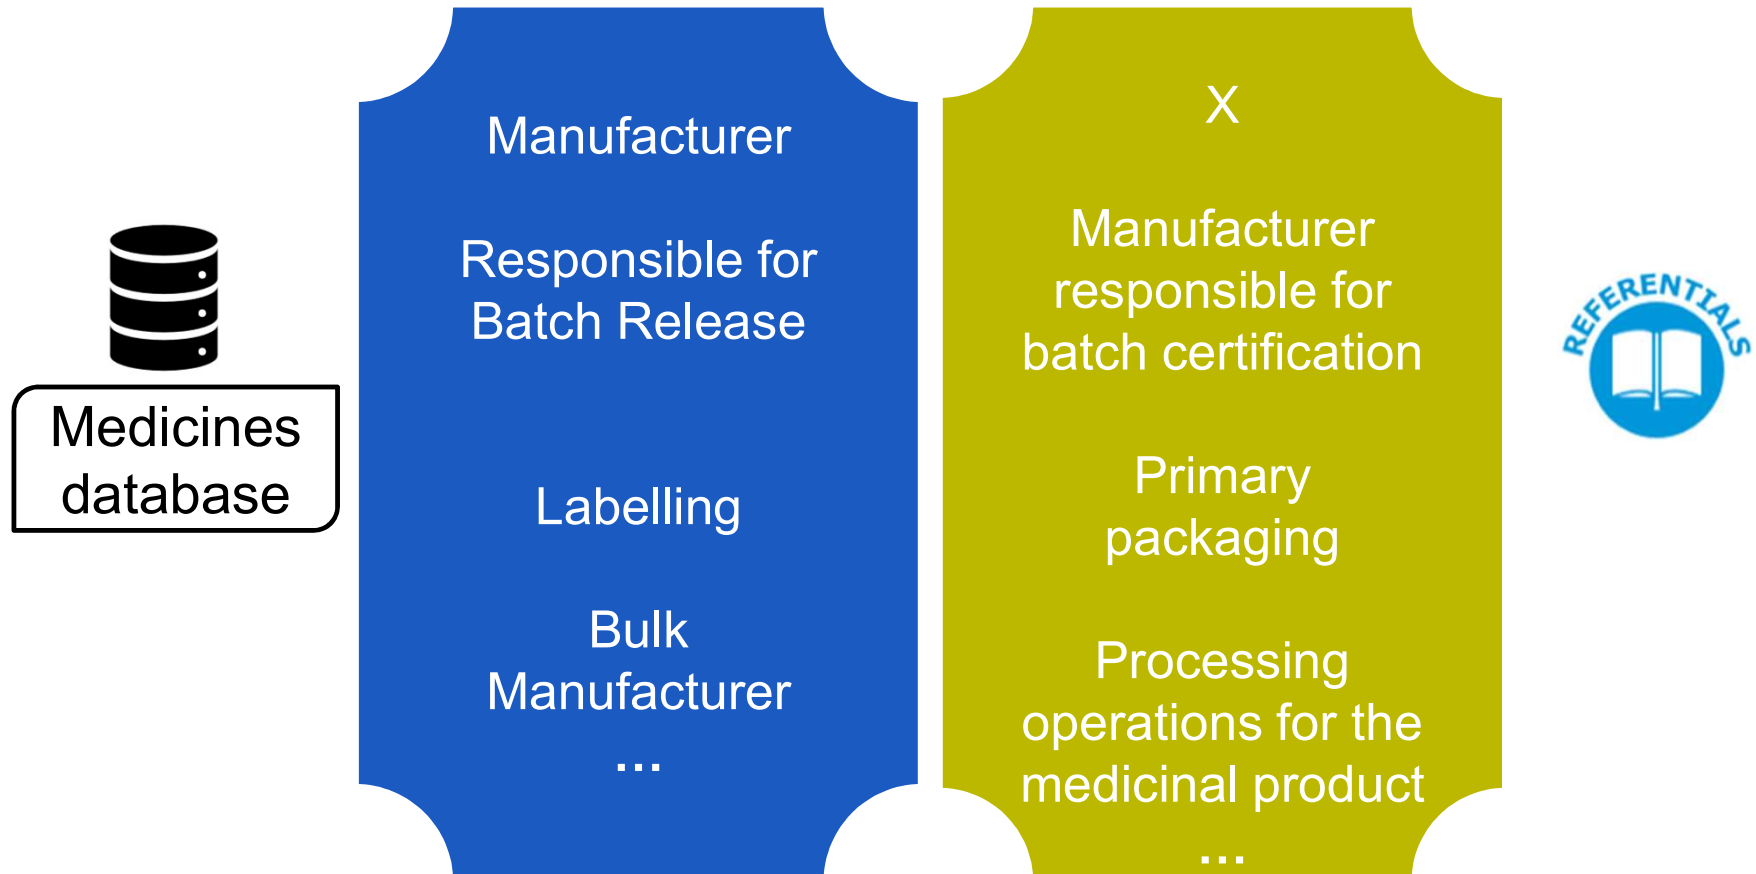 Medicines
database
Manufacturer
Responsible for
Batch Release
Labelling
Bulk
Manufacturer
...
X
Manufacturer
responsible for
batch certification
Primary
packaging
Processing
operations for the
medicinal product
...
REFERENTIALS